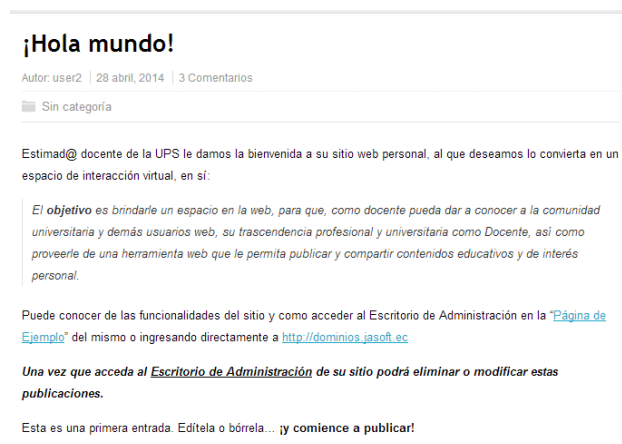 ¡Hola mundo!
Autor: user2 28 abril, 2014 3 Comentarios
Sin categoría
Estimad@ docente de la UPS le damos la bienvenida a su sitio web personal, al que deseamos lo convierta en un
espacio de interacción virtual, en sí:
El objetivo es brindarle un espacio en la web, para que, como docente pueda dar a conocer a la comunidad
universitaria y demás usuarios web, su trascendencia profesional y universitaria como Docente, así como
proveerle de una herramienta web que le permita publicar y compartir contenidos educativos y de interés
personal.
Puede conocer de las funcionalidades del sitio y como acceder al Escritorio de Administración en la “Página de
Ejemplo” del mismo o ingresando directamente a http://dominios.jasoft.ec
Una vez que acceda al Escritorio de Administración de su sitio podrá eliminar o modificar estas
publicaciones.
Esta es una primera entrada. Edítela o bórrela… ¡y comience a publicar!